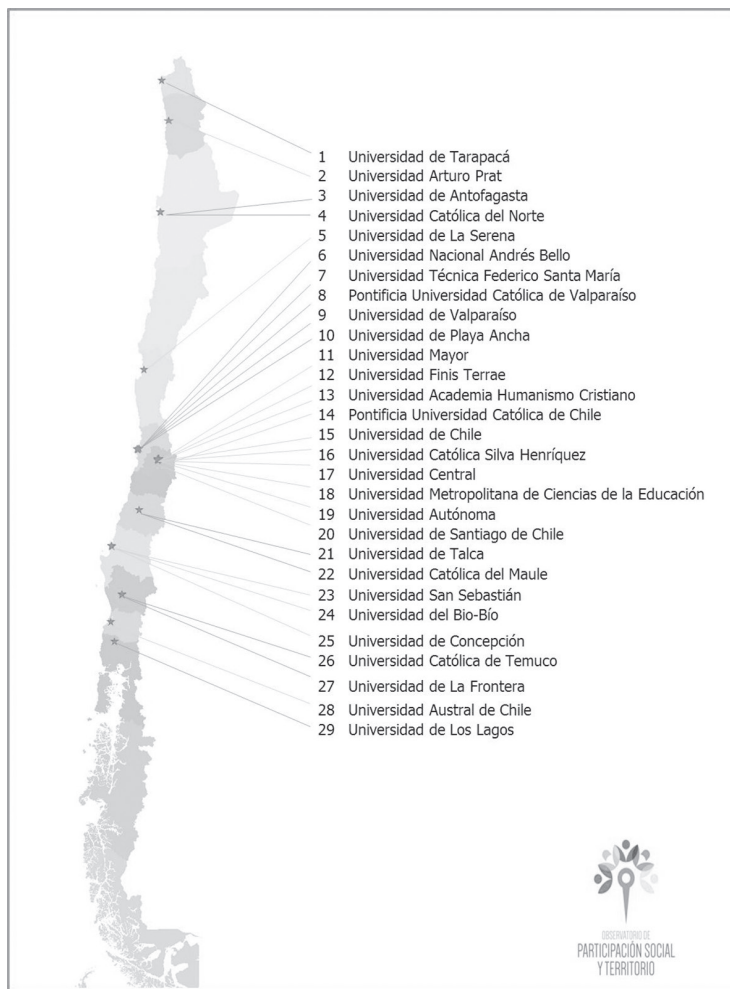 1 Universidad de Tarapacá
2 Universidad Arturo Prat
3 Universidad de Antofagasta
4 Universidad Católica del Norte
5 Universidad de La Serena
6 Universidad Nacional Andrés Bello
7 Universidad Técnica Federico Santa María
8 Pontificia Universidad Católica de Valparaíso
9 Universidad de Valparaíso
10 Universidad de Playa Ancha
11 Universidad Mayor
12 Universidad Finis Terrae
13 Universidad Academia Humanismo Cristiano
14 Pontificia Universidad Católica de Chile
15 Universidad de Chile
16 Universidad Católica Silva Henríquez
17 Universidad Central
18 Universidad Metropolitana de Ciencias de la Educación
19 Universidad Autónoma
20 Universidad de Santiago de Chile
21 Universidad de Talca
22 Universidad Católica del Maule
23 Universidad San Sebastián
24 Universidad del Bio-Bío
25 Universidad de Concepción
26 Universidad Católica de Temuco
27 Universidad de La Frontera
28 Universidad Austral de Chile
29 Universidad de Los Lagos
OBSERVATORIO DE
PARTICIPACIÓN SOCIAL
Y TERRITORIO